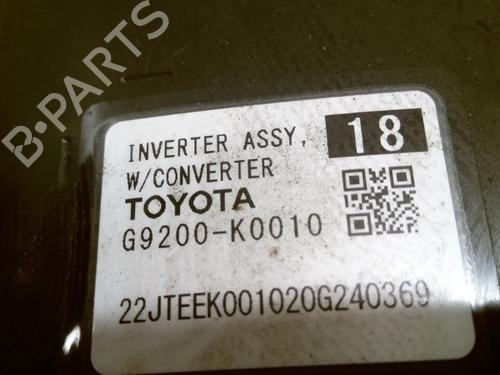 B-PARTS
INVERTER ASSY, 18
W/CONVERTER
TOYOTA
G9200-K0010
22JTEEK001020G240369